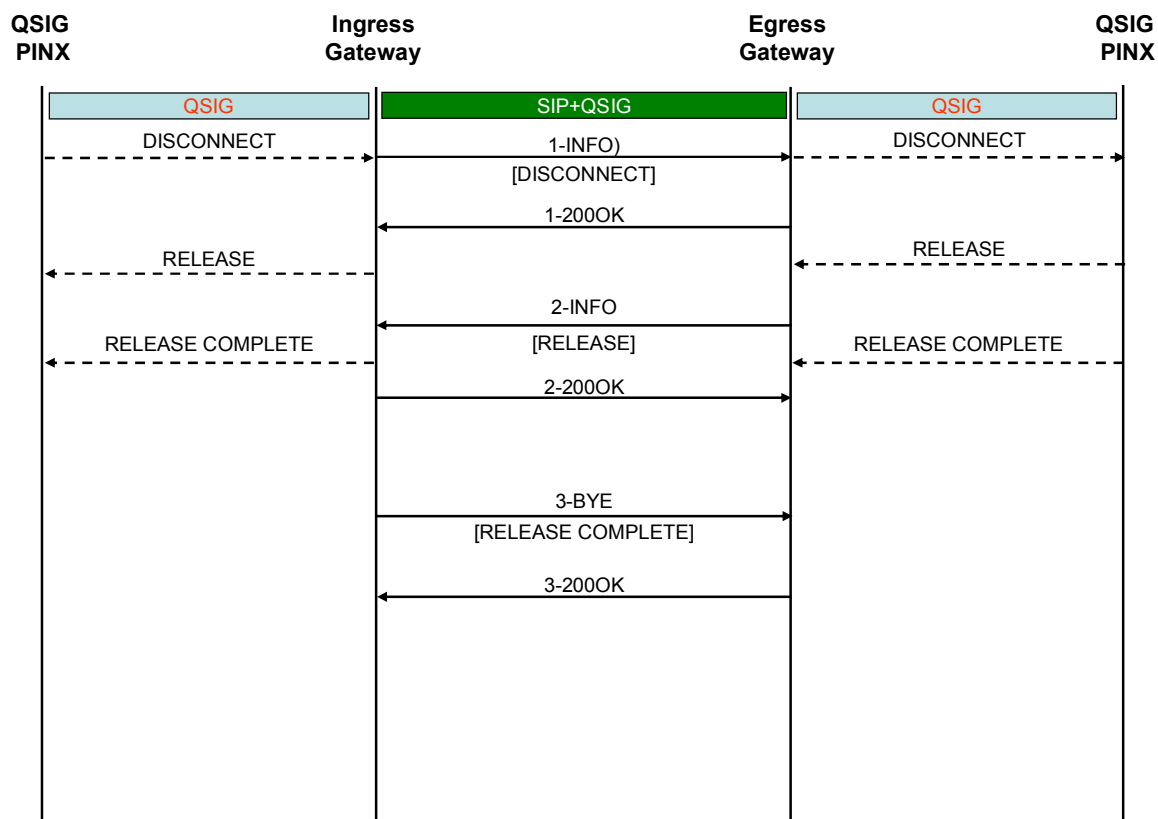 QSIG
PINX
Ingress
Gateway
Egress
Gateway
QSIG
PINX
QSIG
SIP+QSIG
QSIG
DISCONNECT
1-INFO)
DISCONNECT
[DISCONNECT]
1-200OK
RELEASE
RELEASE
2-INFO
RELEASE COMPLETE
[RELEASE]
RELEASE COMPLETE
2-200OK
3-BYE
[RELEASE COMPLETE]
3-200OK